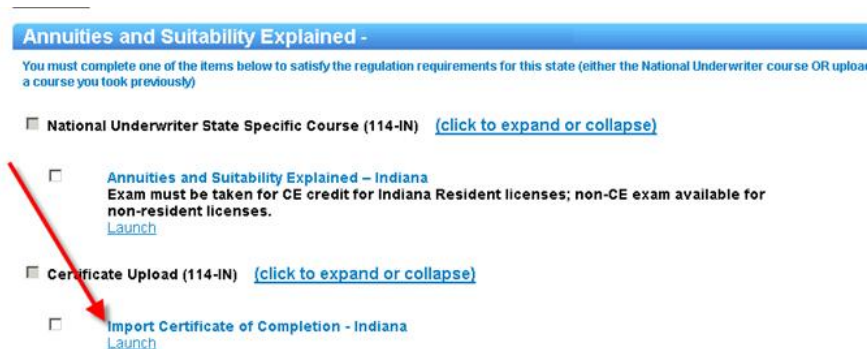 Annuities and Suitability Explained -
You must complete one of the items below to satisfy the regulation requirements for this state (either the National Underwriter course OR upload
a course you took previously)
National Underwriter State Specific Course (114-IN) (click to expand or collapse)
Annuities and Suitability Explained – Indiana
Exam must be taken for CE credit for Indiana Resident licenses; non-CE exam available for
non-resident licenses.
Launch
Certificate Upload (114-IN) (click to expand or collapse)
Import Certificate of Completion - Indiana
Launch